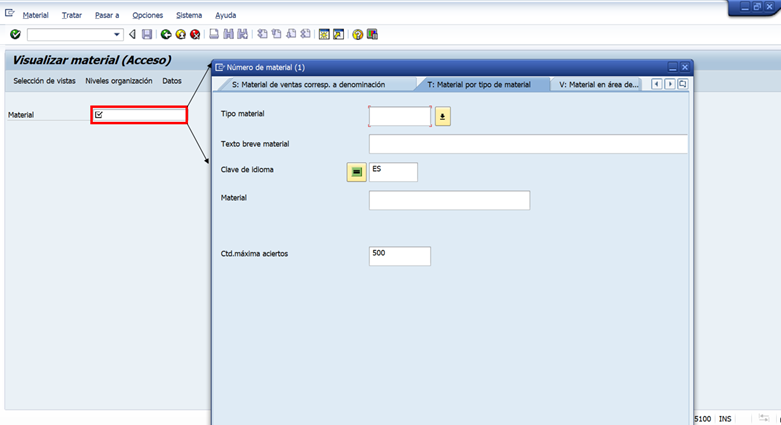 Material Tratar Pasar a Opciones Sistema Ayuda
Visualizar material (Acceso)
Selección de vistas Niveles organización Datos
Material
Número de material (1)
S: Material de ventas corresp. a denominación T: Material por tipo de material V: Material en área de...
Tipo material
Texto breve material
Clave de idioma ES
Material
Ctd.máxima aciertos 500
5100 INS